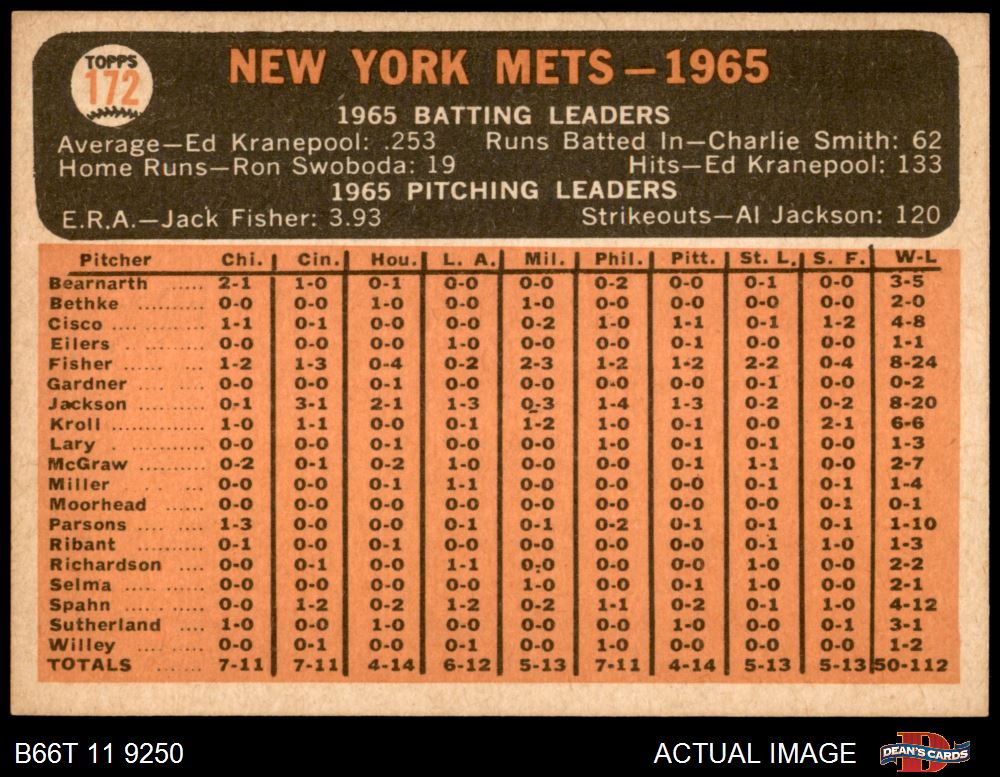 TOPPS
172
NEW YORK METS — 1965
1965 BATTING LEADERS
Average—Ed Kranepool: .253 Runs Batted In—Charlie Smith: 62
Home Runs—Ron Swoboda: 19 Hits—Ed Kranepool: 133
1965 PITCHING LEADERS
E.R.A.—Jack Fisher: 3.93 Strikeouts—Al Jackson: 120
Pitcher Chi. Cin. Hou. L. A. Mil. Phil. Pitt. St. L. S. F. W-L
Bearnarth ..... 2-1 1-0 0-1 0-0 0-0 0-2 0-0 0-1 0-0 3-5
Bethke .......... 0-0 0-0 1-0 0-0 1-0 0-0 0-0 0-0 0-0 2-0
Cisco .... ........ 1-1 0-1 0-0 0-0 0-2 1-0 1-1 0-1 1-2 4-8
Eilers .. .......... 0-0 0-0 0-0 1-0 0-0 0-0 0-1 0-0 0-0 1-1
Fisher ..... .... 1-2 1-3 0-4 0-2 2-3 1-2 1-2 2-2 0-4 8-24
Gardner .... .... 0-0 0-0 0-1 0-0 0-0 0-0 0-0 0-1 0-0 0-2
Jackson .......... 0-1 3-1 2-1 1-3 0-3 1-4 1-3 0-2 0-2 8-20
Kroll .............. 1-0 1-1 0-0 0-1 1-2 1-0 0-1 0-0 2-1 6-6
Lary . ............ 0-0 0-0 0-1 0-0 0-0 1-0 0-1 0-1 0-0 1-3
McGraw .......... 0-2 0-1 0-2 1-0 0-0 0-0 0-1 1-1 0-0 2-7
Miller ..... ..... 0-0 0-0 0-1 1-1 0-0 0-0 0-0 0-1 0-1 1-4
Moorhead 0-0 0-0 0-0 0-0 0-0 0-0 0-0 0-0 0-1 0-1
Parsons .... .... 1-3 0-0 0-0 0-1 0-1 0-2 0-1 0-1 0-1 1-10
Ribant .......... 0-1 0-0 0-1 0-0 0-0 0-0 0-0 0-1 1-0 1-3
Richardson .... 0-0 0-1 0-0 1-1 0-0 0-0 0-0 1-0 0-0 2-2
Selma .... ...... 0-0 0-0 0-0 0-0 1-0 0-0 0-1 1-0 0-0 2-1
Spahn ..... ..... 0-0 1-2 0-2 1-2 0-2 1-1 0-2 0-1 1-0 4-12
Sutherland .... 1-0 0-0 1-0 0-0 0-0 0-0 1-0 0-0 0-1 3-1
Willey .......... 0-0 0-1 0-0 0-1 0-0 1-0 0-0 0-0 0-0 1-2
TOTALS ...... 7-11 7-11 4-14 6-12 5-13 7-11 4-14 5-13 5-13 50-112
B66T 11 9250 ACTUAL IMAGE DEAN'S CARDS